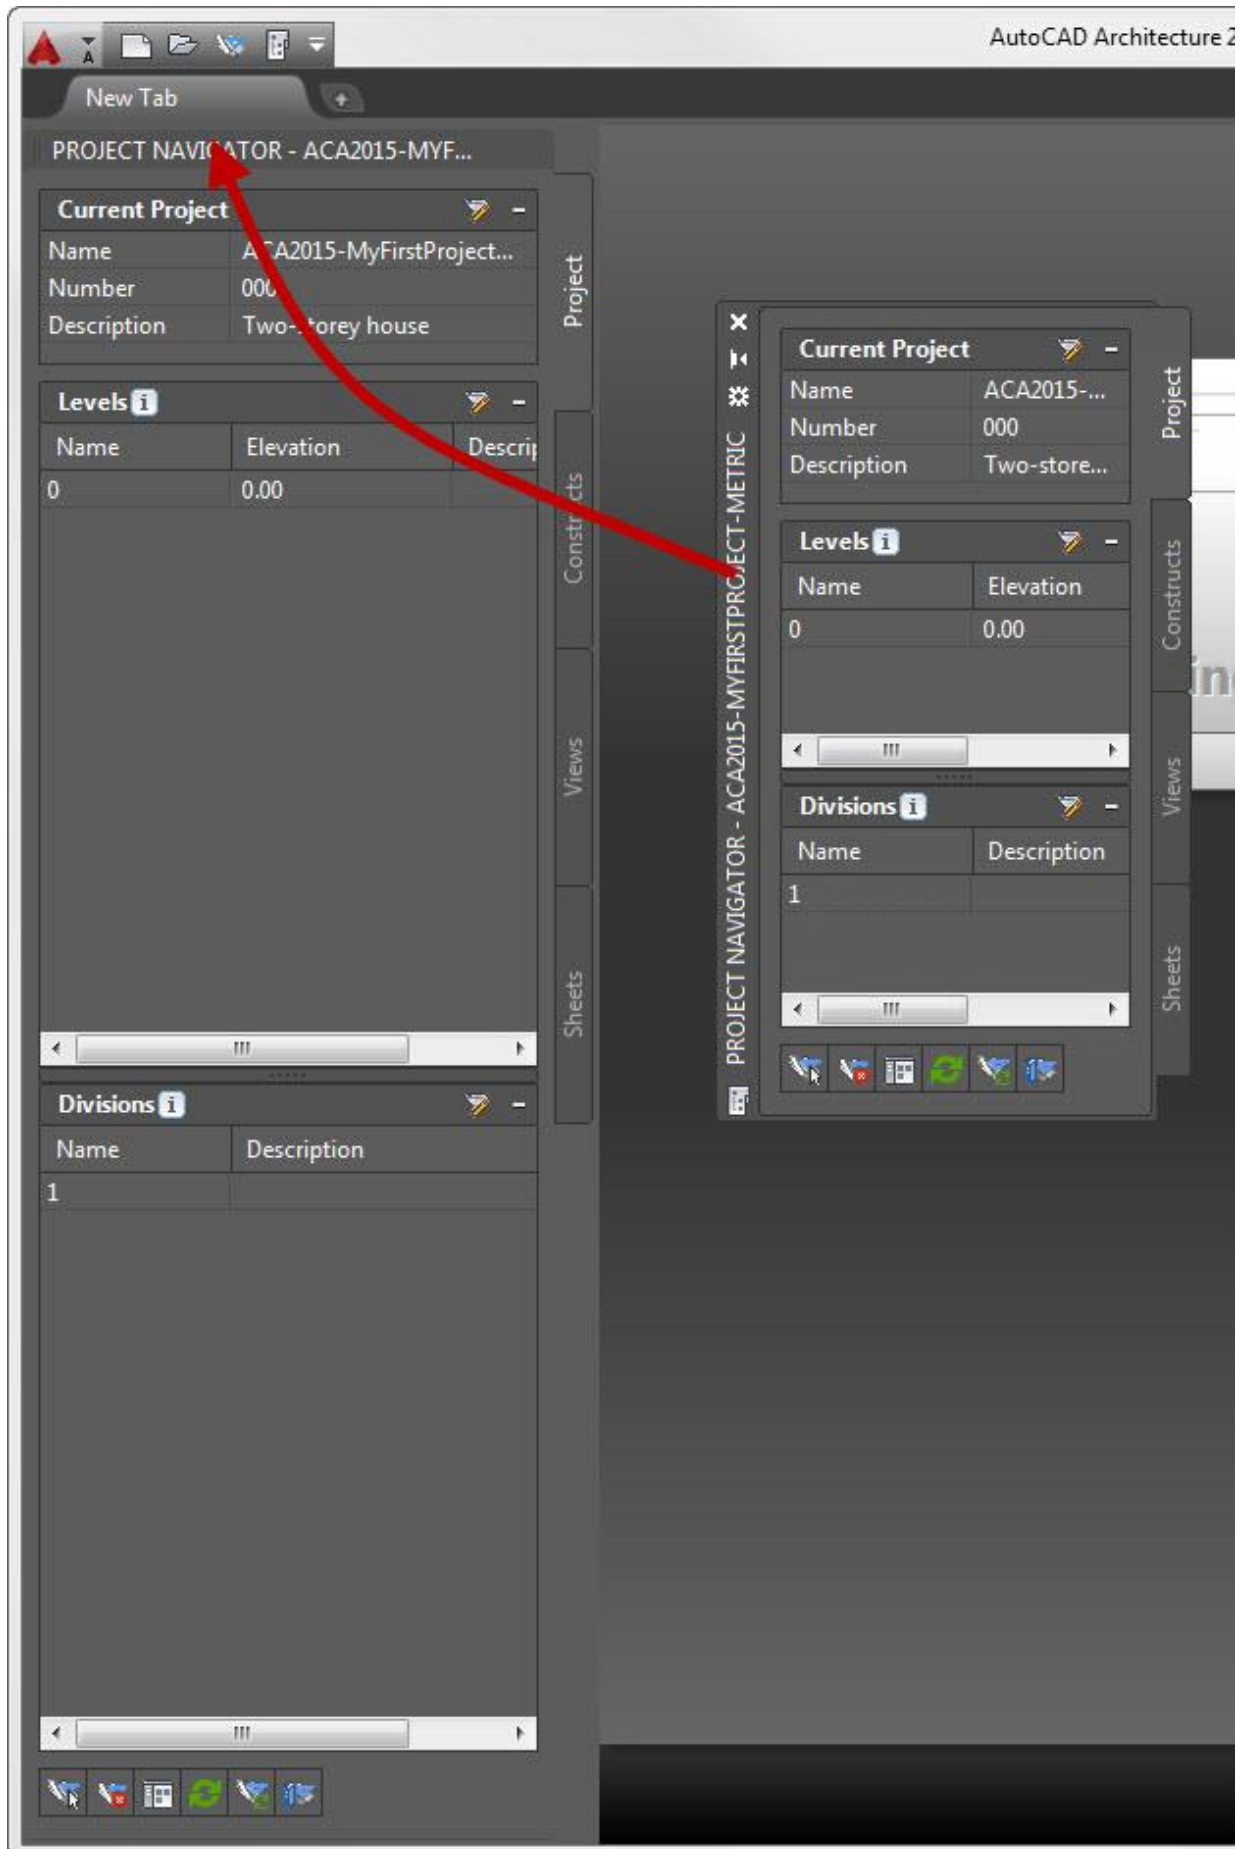 A
AutoCAD Architecture 2
New Tab
PROJECT NAVIGATOR - ACA2015-MYF...
Current Project
Name ACA2015-MyFirstProject...
Number 000
Description Two-storey house
Levels i
Name Elevation Descrip
0 0.00
Divisions i
Name Description
1
Project
Constructs
Views
Sheets
PROJECT NAVIGATOR - ACA2015-MYFIRSTPROJECT-METRIC
Current Project
Name ACA2015-...
Number 000
Description Two-store...
Levels i
Name Elevation
0 0.00
Divisions i
Name Description
1
Project
Constructs
Views
Sheets